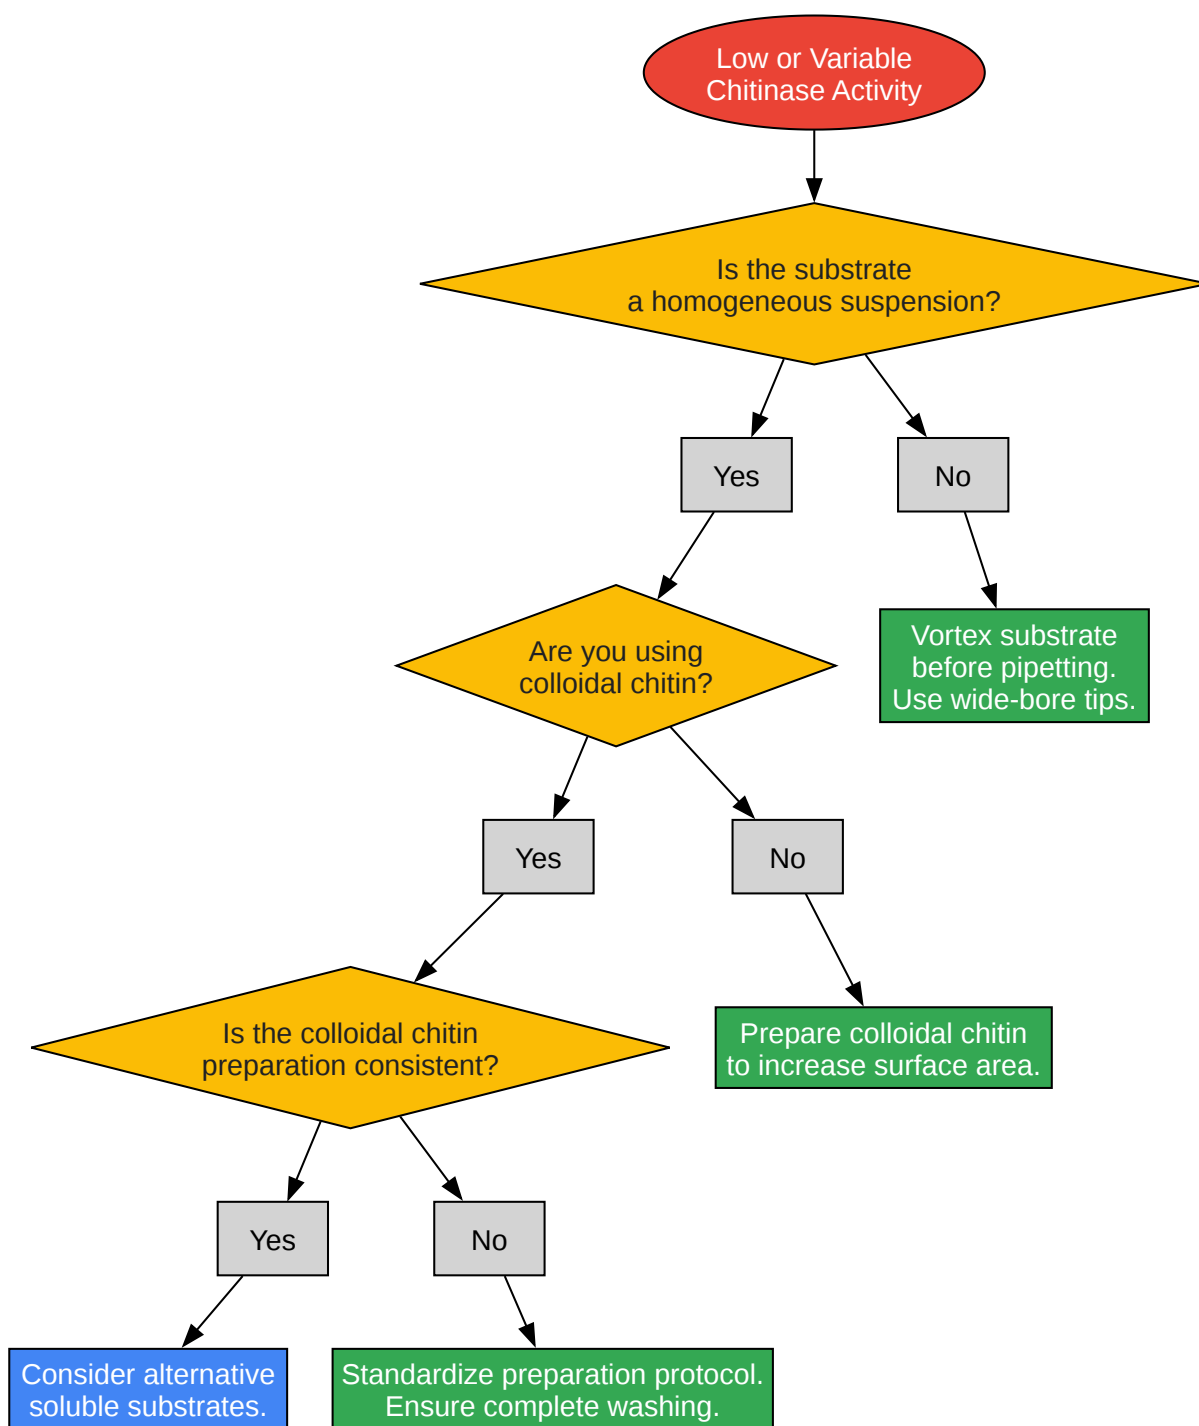 Low or Variable
Chitinase Activity
Is the substrate
a homogeneous suspension?
Yes
No
Are you using
colloidal chitin?
Vortex substrate
before pipetting.
Use wide-bore tips.
Yes
No
Is the colloidal chitin
preparation consistent?
Prepare colloidal chitin
to increase surface area.
Yes
No
Consider alternative
soluble substrates.
Standardize preparation protocol.
Ensure complete washing.